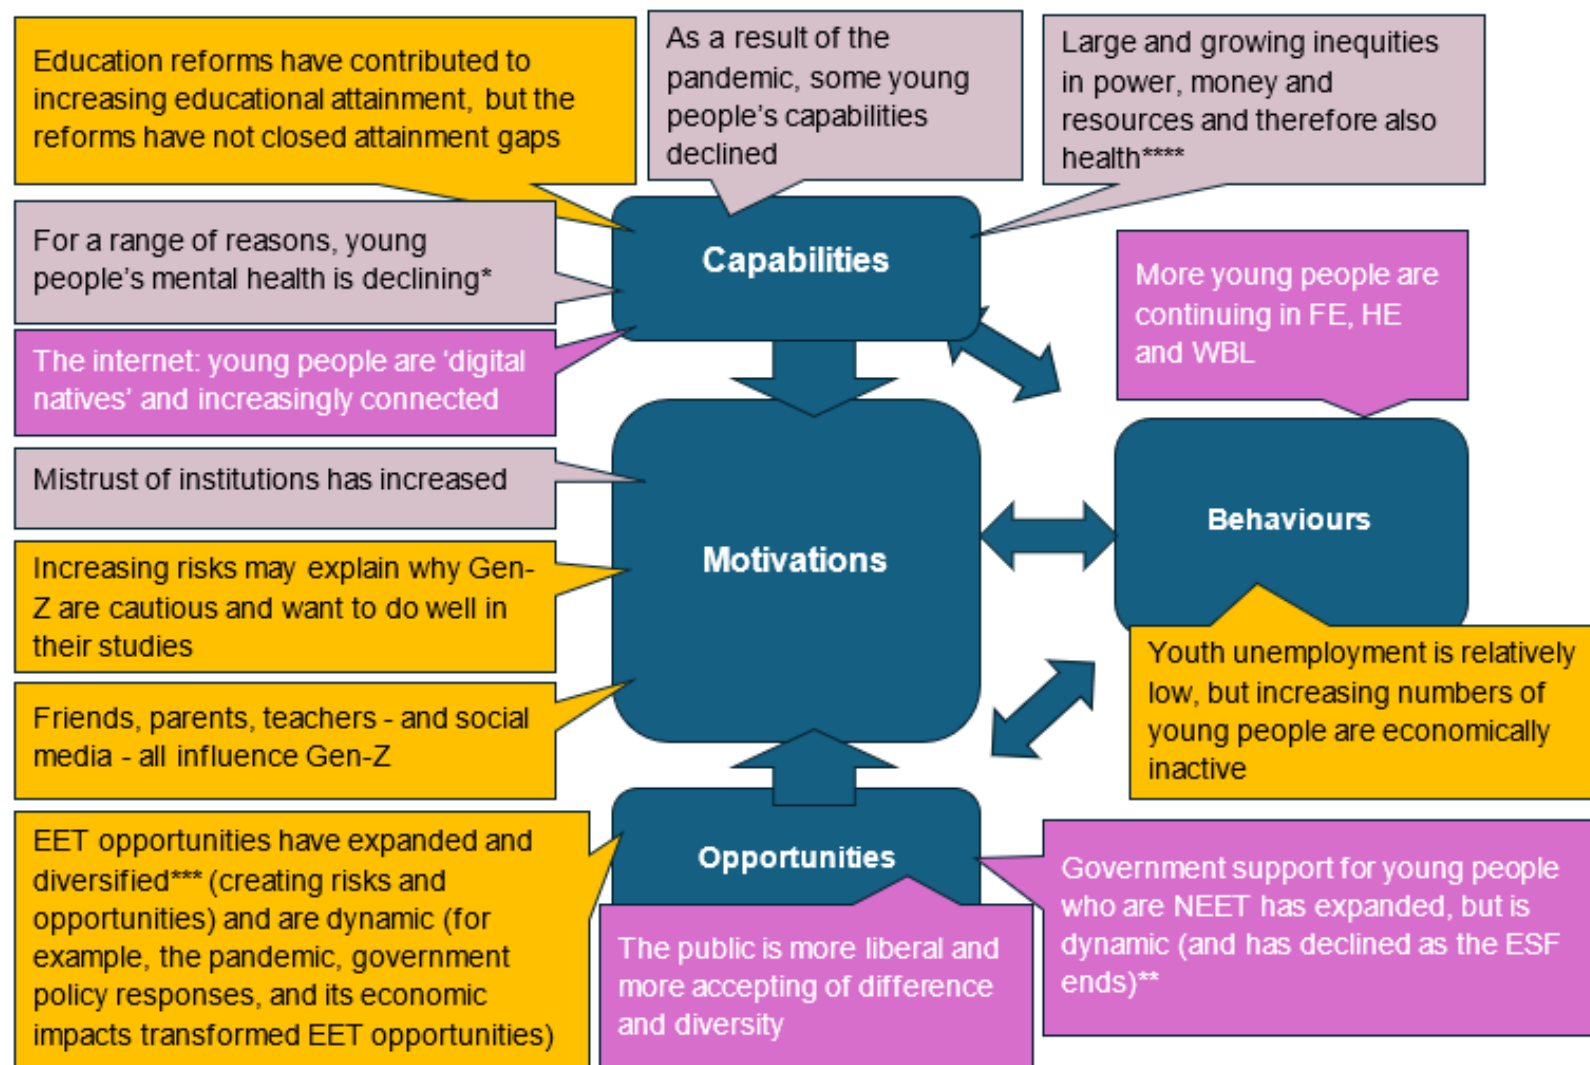 Education reforms have contributed to
increasing educational attainment, but the
reforms have not closed attainment gaps
As a result of the
pandemic, some young
people’s capabilities
declined
Large and growing inequities
in power, money and
resources and therefore also
health****
For a range of reasons, young
people’s mental health is declining*
Capabilities
More young people are
continuing in FE, HE
and WBL
The internet: young people are ‘digital
natives’ and increasingly connected
Mistrust of institutions has increased
Behaviours
Motivations
Increasing risks may explain why Gen-
Z are cautious and want to do well in
their studies
Youth unemployment is relatively
low, but increasing numbers of
young people are economically
inactive
Friends, parents, teachers - and social
media - all influence Gen-Z
EET opportunities have expanded and
diversified*** (creating risks and
opportunities) and are dynamic (for
example, the pandemic, government
policy responses, and its economic
impacts transformed EET opportunities)
Opportunities
The public is more liberal and
more accepting of difference
and diversity
Government support for young people
who are NEET has expanded, but is
dynamic (and has declined as the ESF
ends)**